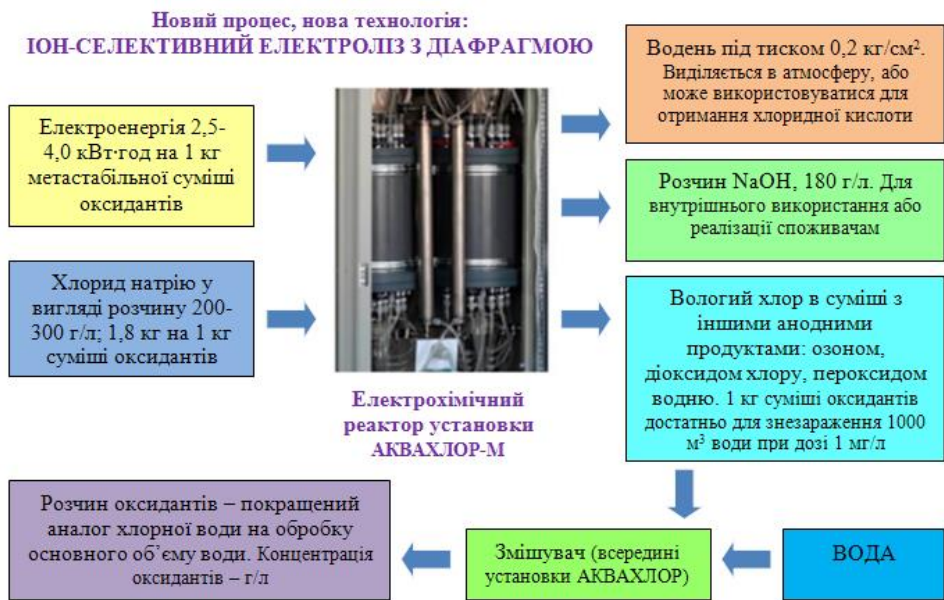 Новий процес, нова технологія:
ІОН-СЕЛЕКТИВНИЙ ЕЛЕКТРОЛІЗ З ДІАФРАГМОЮ
Електроенергія 2,5-
4,0 кВт·год на 1 кг
метастабільної суміші
оксидантів
Хлорид натрію у
вигляді розчину 200-
300 г/л; 1,8 кг на 1 кг
суміші оксидантів
Електрохімічний
реактор установки
АКВАХЛОР-М
Водень під тиском 0,2 кг/см².
Виділяється в атмосферу, або
може використовуватися для
отримання хлоридної кислоти
Розчин NaOH, 180 г/л. Для
внутрішнього використання або
реалізації споживачам
Вологий хлор в суміші з
іншими анодними
продуктами: озоном,
діоксидом хлору, пероксидом
водню. 1 кг суміші оксидантів
достатньо для знезараження 1000
м³ води при дозі 1 мг/л
Розчин оксидантів – покращений
аналог хлорної води на обробку
основного об’єму води. Концентрація
оксидантів – г/л
Змішувач (всередині
установки АКВАХЛОР)
ВОДА